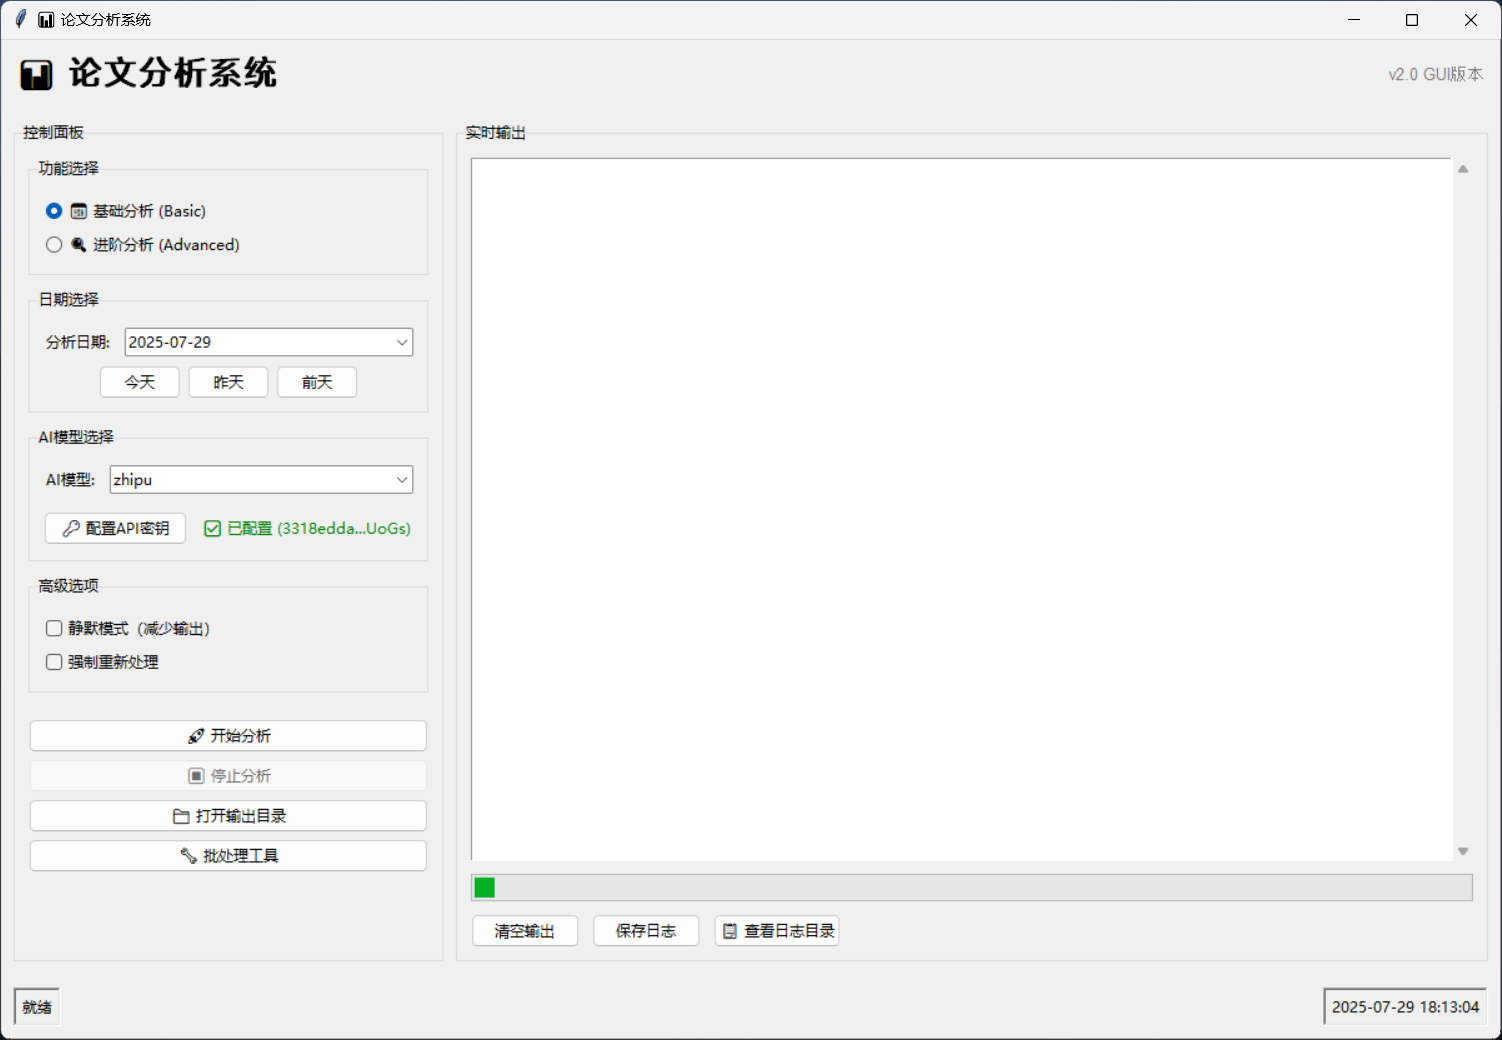 论文分析系统
论文分析系统
v2.0 GUI版本
控制面板
功能选择
基础分析 (Basic)
进阶分析 (Advanced)
日期选择
分析日期: 2025-07-29
今天 昨天 前天
AI模型选择
AI模型: zhipu
配置API密钥 已配置 (3318edda...UoGs)
高级选项
静默模式（减少输出）
强制重新处理
开始分析
停止分析
打开输出目录
批处理工具
实时输出
清空输出 保存日志 查看日志目录
就绪
2025-07-29 18:13:04